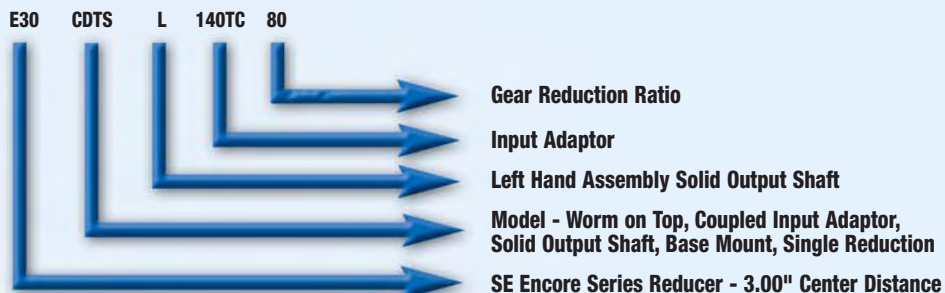 E30 CDTS L 140TC 80
Gear Reduction Ratio
Input Adaptor
Left Hand Assembly Solid Output Shaft
Model - Worm on Top, Coupled Input Adaptor,
Solid Output Shaft, Base Mount, Single Reduction
SE Encore Series Reducer - 3.00" Center Distance